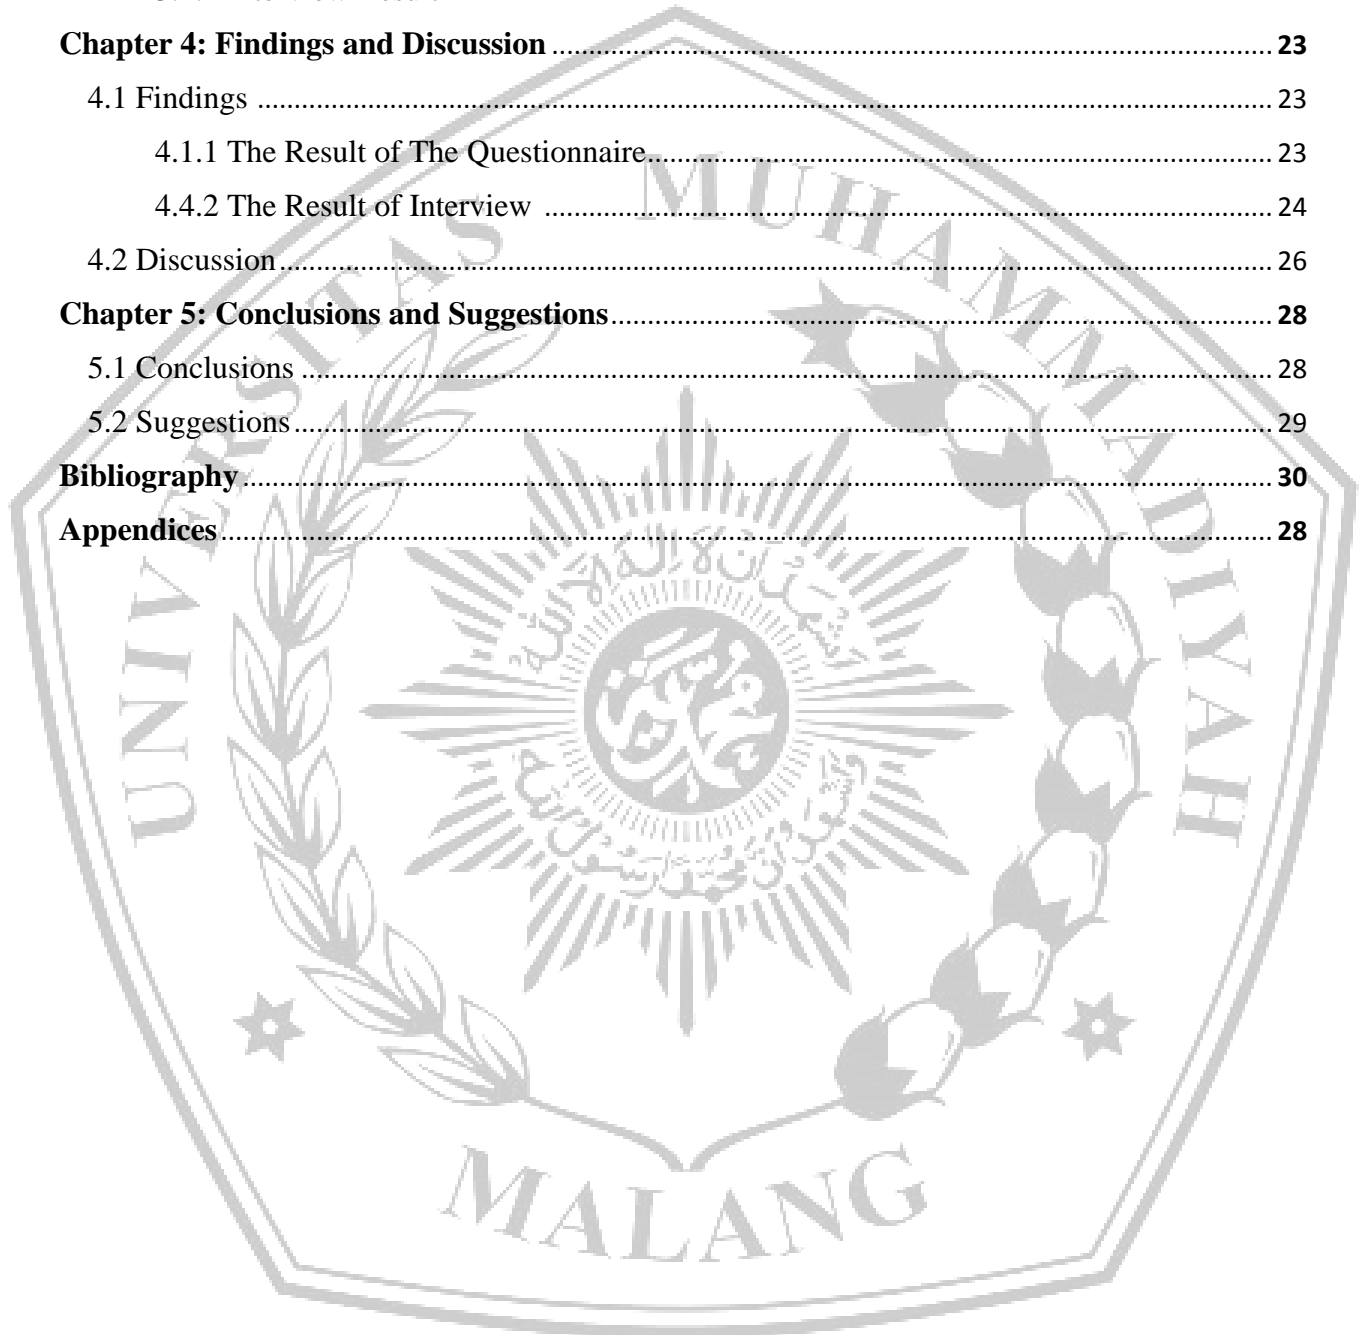 Chapter 4: Findings and Discussion ........ 23
4.1 Findings ........ 23
4.1.1 The Result of The Questionnaire ........ 23
4.4.2 The Result of Interview ........ 24
4.2 Discussion ........ 26
Chapter 5: Conclusions and Suggestions ........ 28
5.1 Conclusions ........ 28
5.2 Suggestions ........ 29
Bibliography ........ 30
Appendices ........ 28
UNIVERSITAS MUHAMMADIYAH
MALANG